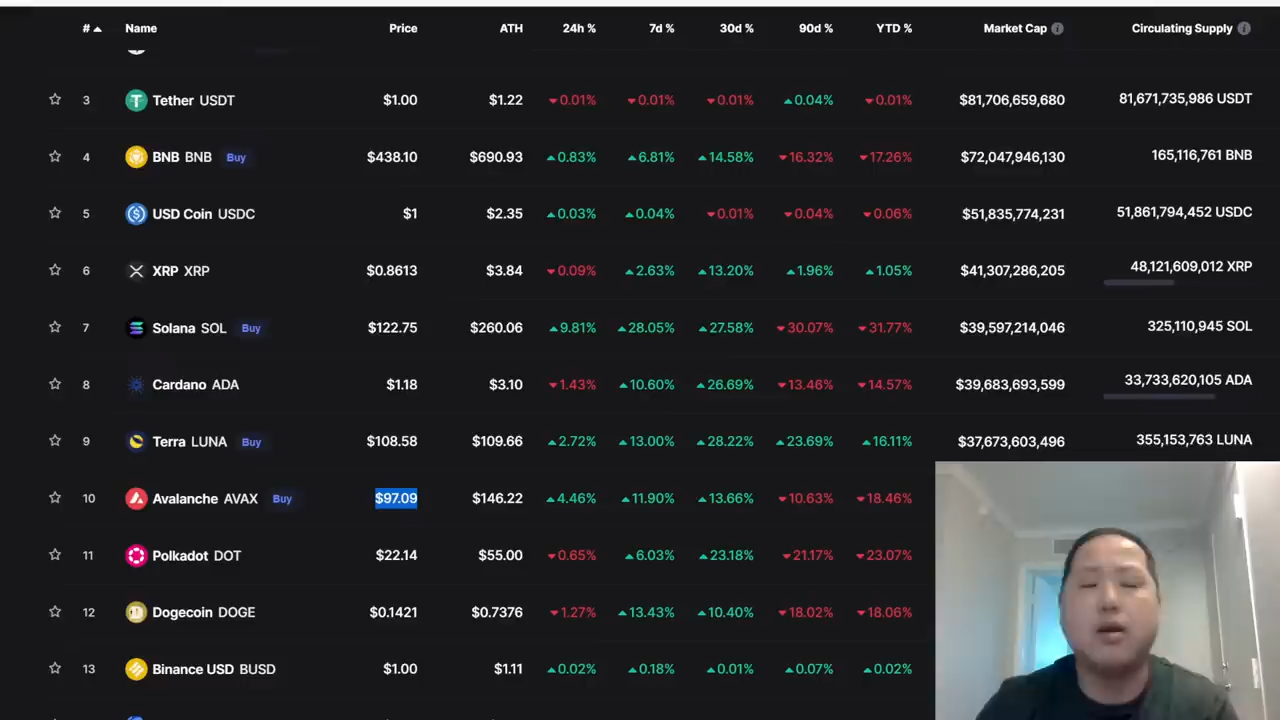 # Name Price ATH 24h % 7d % 30d % 90d % YTD % Market Cap Circulating Supply
3 Tether USDT $1.00 $1.22 0.01% 0.01% 0.01% 0.04% 0.01% $81,706,659,680 81,671,735,986 USDT
4 BNB BNB Buy $438.10 $690.93 0.83% 6.81% 14.58% 16.32% 17.26% $72,047,946,130 165,116,761 BNB
5 USD Coin USDC $1 $2.35 0.03% 0.04% 0.01% 0.04% 0.06% $51,835,774,231 51,861,794,452 USDC
6 XRP XRP $0.8613 $3.84 0.09% 2.63% 13.20% 1.96% 1.05% $41,307,286,205 48,121,609,012 XRP
7 Solana SOL Buy $122.75 $260.06 9.81% 28.05% 27.58% 30.07% 31.77% $39,597,214,046 325,110,945 SOL
8 Cardano ADA $1.18 $3.10 1.43% 10.60% 26.69% 13.46% 14.57% $39,683,693,599 33,733,620,105 ADA
9 Terra LUNA Buy $108.58 $109.66 2.72% 13.00% 28.22% 23.69% 16.11% $37,673,603,496 355,153,763 LUNA
10 Avalanche AVAX Buy $97.09 $146.22 4.46% 11.90% 13.66% 10.63% 18.46%
11 Polkadot DOT $22.14 $55.00 0.65% 6.03% 23.18% 21.17% 23.07%
12 Dogecoin DOGE $0.1421 $0.7376 1.27% 13.43% 10.40% 18.02% 18.06%
13 Binance USD BUSD $1.00 $1.11 0.02% 0.18% 0.01% 0.07% 0.02%